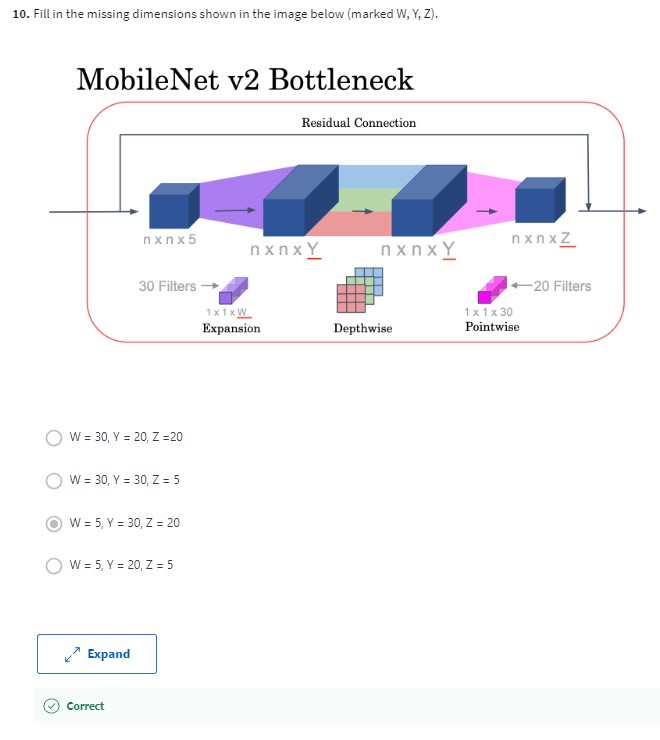 10. Fill in the missing dimensions shown in the image below (marked W, Y, Z).
MobileNet v2 Bottleneck
Residual Connection
n x n x 5
n x n x Y
n x n x Y
n x n x Z
30 Filters
20 Filters
1 x 1 x W
Expansion
Depthwise
1 x 1 x 30
Pointwise
W = 30, Y = 20, Z =20
W = 30, Y = 30, Z = 5
W = 5, Y = 30, Z = 20
W = 5, Y = 20, Z = 5
Expand
Correct